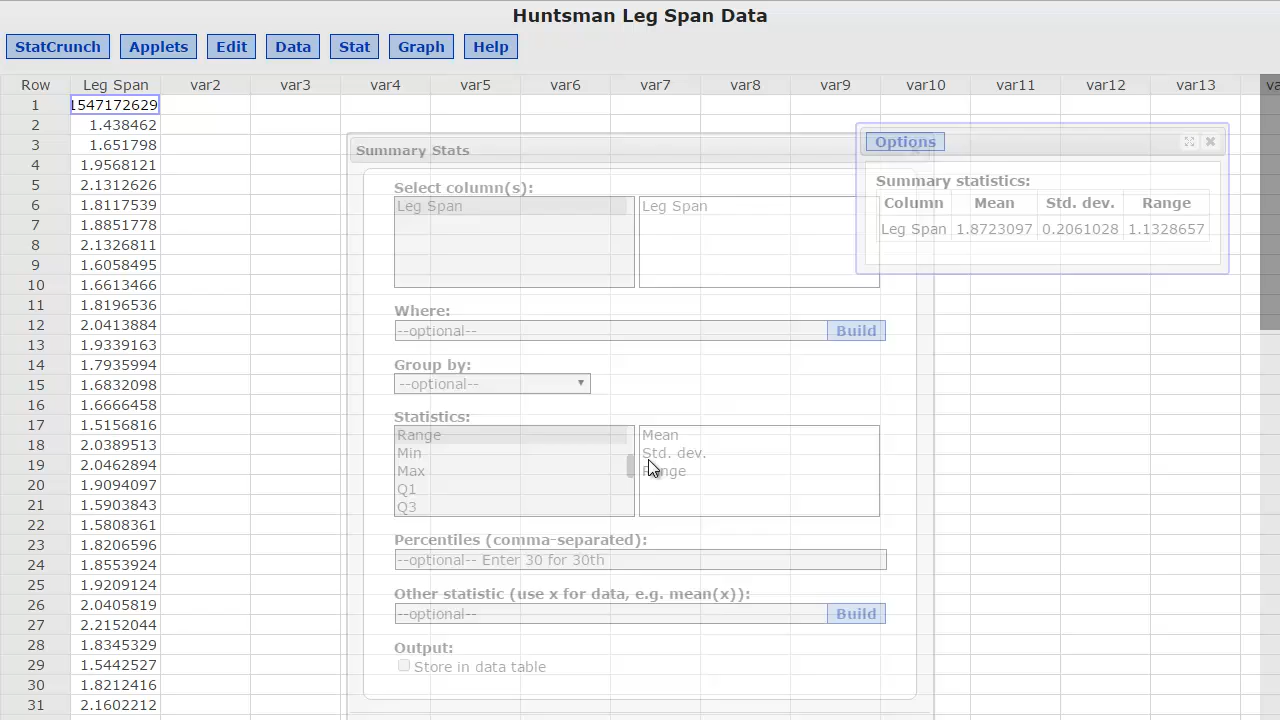 Huntsman Leg Span Data
StatCrunch Applets Edit Data Stat Graph Help
Row Leg Span var2 var3 var4 var5 var6 var7 var8 var9 var10 var11 var12 var13
1 1547172629
2 1.438462
3 1.651798
4 1.9568121
5 2.1312626
6 1.8117539
7 1.8851778
8 2.1326811
9 1.6058495
10 1.6613466
11 1.8196536
12 2.0413884
13 1.9339163
14 1.7935994
15 1.6832098
16 1.6666458
17 1.5156816
18 2.0389513
19 2.0462894
20 1.9094097
21 1.5903843
22 1.5808361
23 1.8206596
24 1.8553924
25 1.9209124
26 2.0405819
27 2.2152044
28 1.8345329
29 1.5442527
30 1.8212416
31 2.1602212
Summary Stats
Select column(s):
Leg Span Leg Span
Where:
--optional-- Build
Group by:
--optional--
Statistics:
Range Mean
Min Std. dev.
Max Range
Q1
Q3
Percentiles (comma-separated):
--optional-- Enter 30 for 30th
Other statistic (use x for data, e.g. mean(x)):
--optional-- Build
Output:
Store in data table
Options
Summary statistics:
Column Mean Std. dev. Range
Leg Span 1.8723097 0.2061028 1.1328657